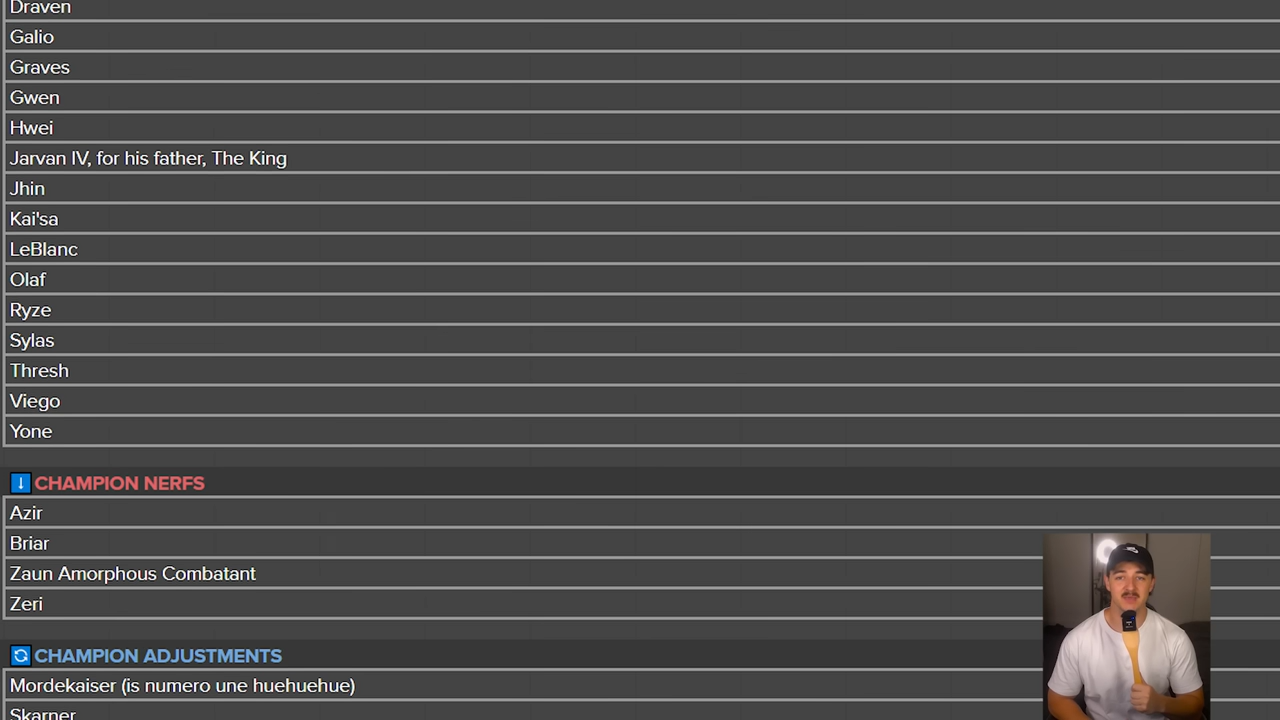 Draven
Galio
Graves
Gwen
Hwei
Jarvan IV, for his father, The King
Jhin
Kai'sa
LeBlanc
Olaf
Ryze
Sylas
Thresh
Viego
Yone
CHAMPION NERFS
Azir
Briar
Zaun Amorphous Combatant
Zeri
CHAMPION ADJUSTMENTS
Mordekaiser (is numero une huehuehue)
Skarner